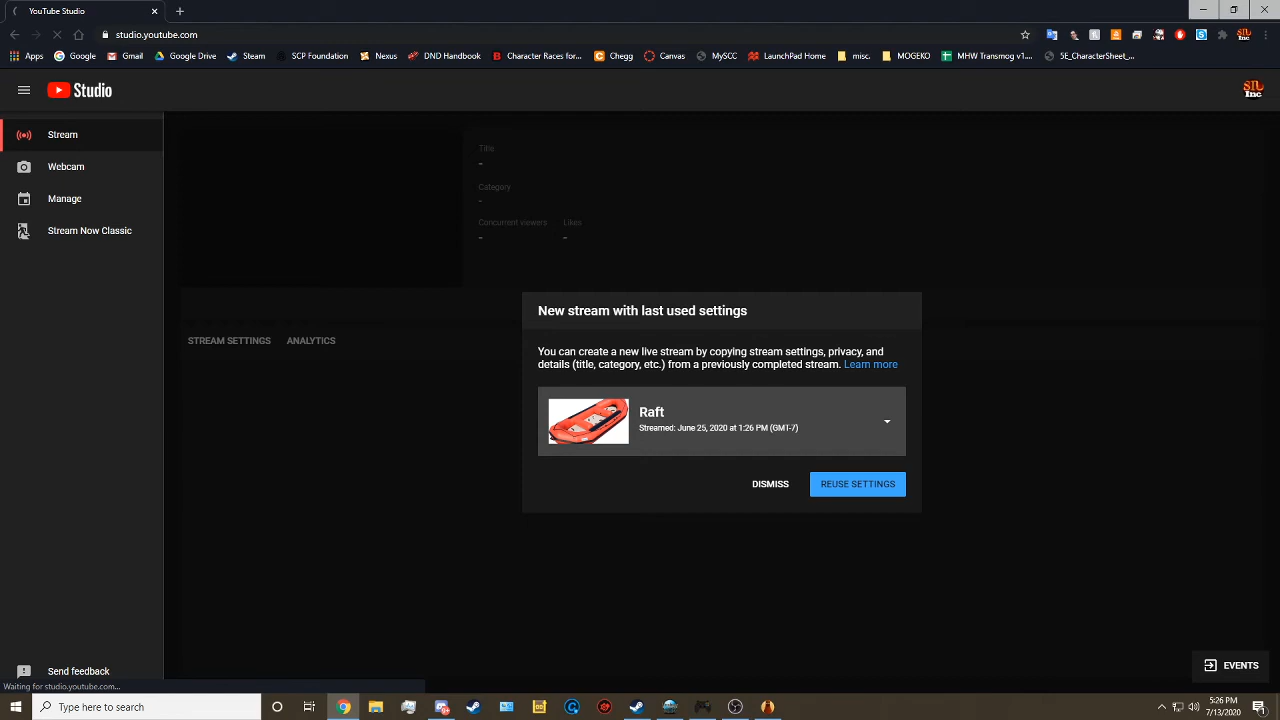 YouTube Studio
studio.youtube.com
Apps Google Gmail Google Drive Steam SCP Foundation Nexus DND Handbook Character Races for... Chegg Canvas MySCC LaunchPad Home misc. MOGEKO MHW Transmog v1.... 5E_CharacterSheet_...
Studio
Stream
Webcam
Manage
Stream Now Classic
Title
-
Category
-
Concurrent viewers Likes
- -
STREAM SETTINGS ANALYTICS
New stream with last used settings
You can create a new live stream by copying stream settings, privacy, and
details (title, category, etc.) from a previously completed stream. Learn more
Raft
Streamed: June 25, 2020 at 1:26 PM (GMT-7)
DISMISS REUSE SETTINGS
EVENTS
Send feedback
Waiting for studio.youtube.com...
Type here to search
5:26 PM
7/13/2020